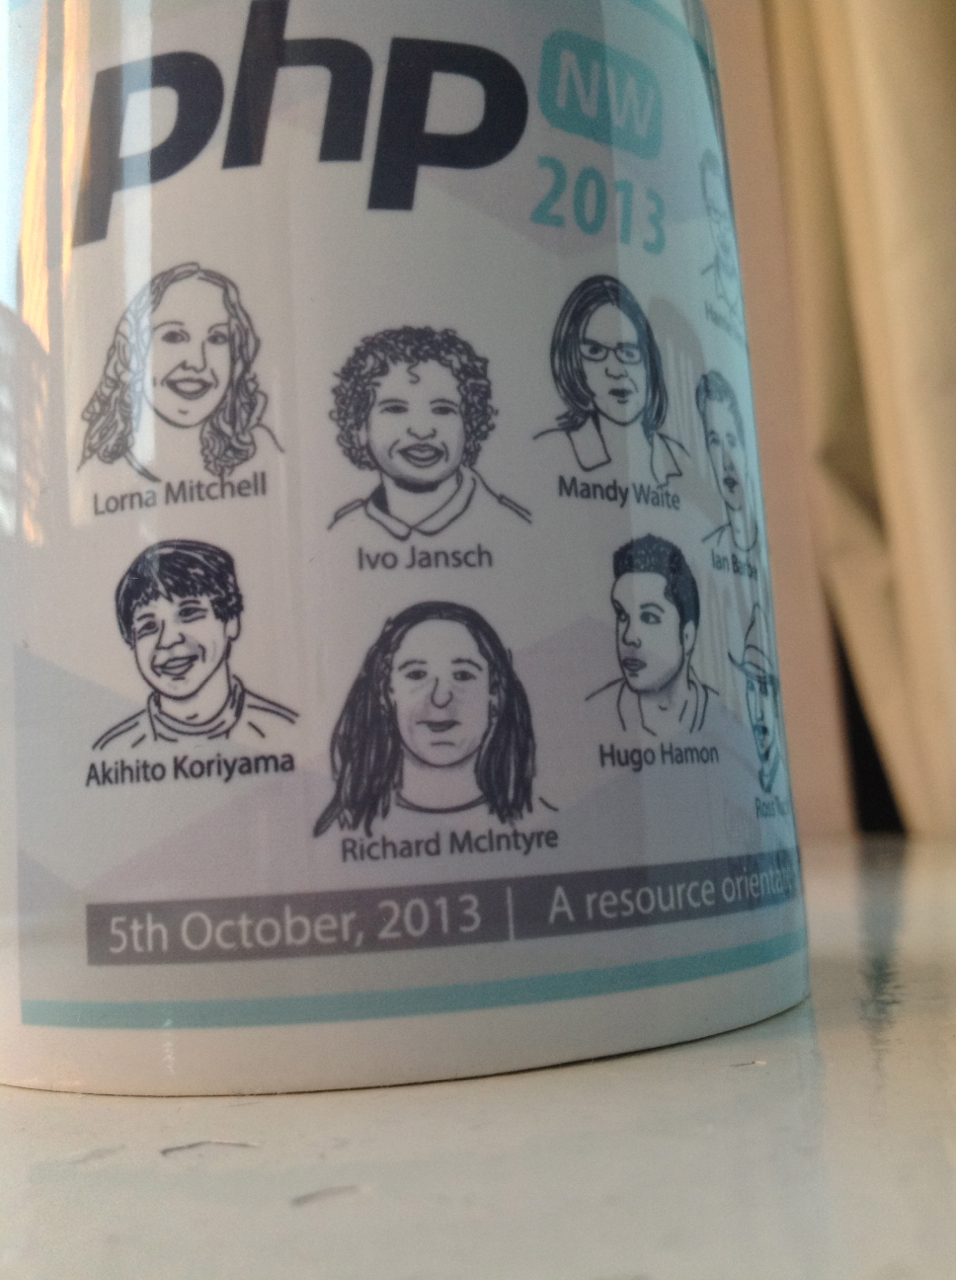 php NW
2013
Lorna Mitchell
Ivo Jansch
Mandy Waite
Akihito Koriyama
Richard McIntyre
Hugo Hamon
Ian
5th October, 2013 | A resource